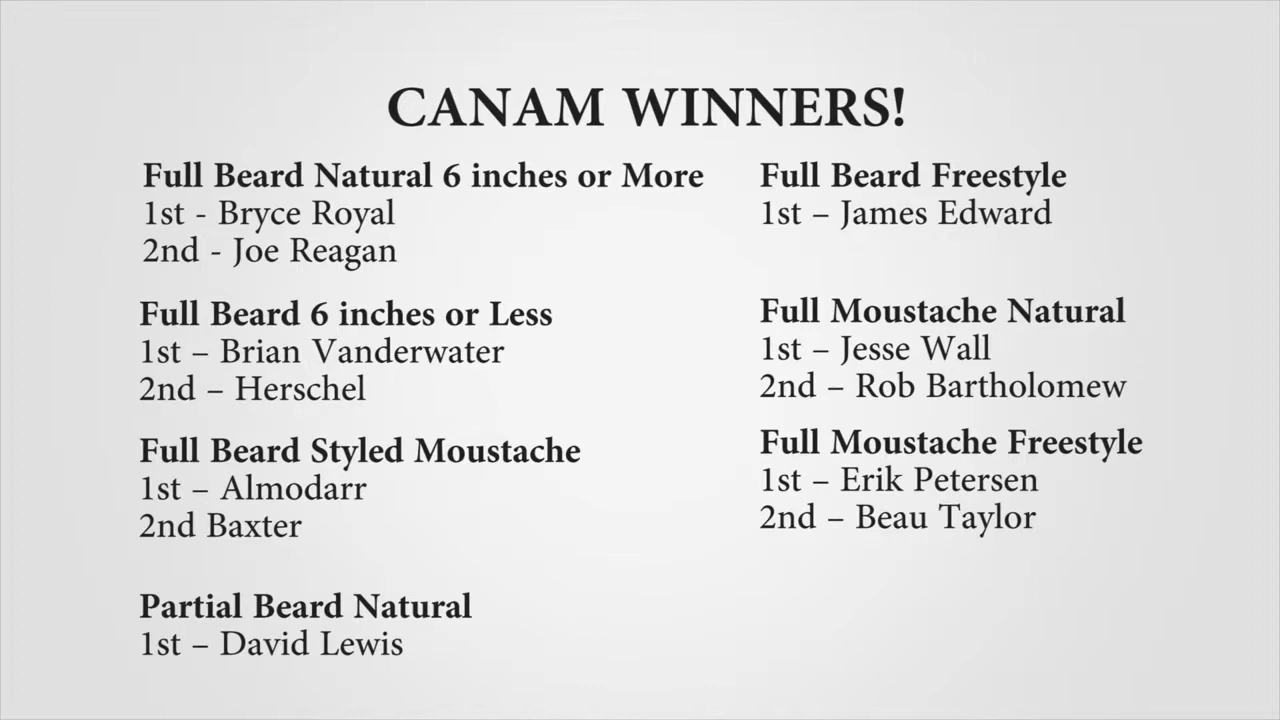 CANAM WINNERS!
Full Beard Natural 6 inches or More
1st - Bryce Royal
2nd - Joe Reagan
Full Beard 6 inches or Less
1st – Brian Vanderwater
2nd – Herschel
Full Beard Styled Moustache
1st – Almodarr
2nd Baxter
Partial Beard Natural
1st – David Lewis
Full Beard Freestyle
1st – James Edward
Full Moustache Natural
1st – Jesse Wall
2nd – Rob Bartholomew
Full Moustache Freestyle
1st – Erik Petersen
2nd – Beau Taylor